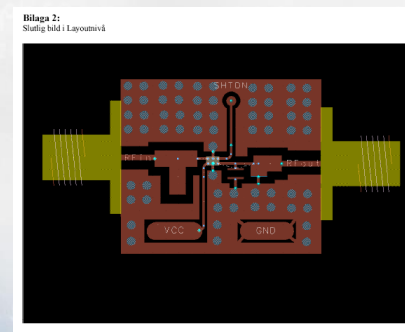 Bilaga 2:
Slutlig bild i Layoutnivå
SHTDN
RFin
RFout
VCC
GND